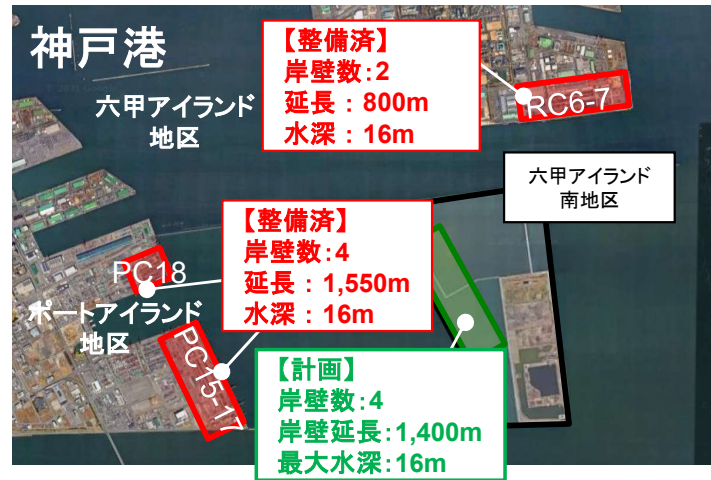 神戸港
六甲アイランド
地区
【整備済】
岸壁数:2
延長：800m
水深：16m
RC6-7
六甲アイランド
南地区
【整備済】
岸壁数:4
延長：1,550m
水深：16m
PC18
ポートアイランド
地区
PC15-17
【計画】
岸壁数:4
岸壁延長:1,400m
最大水深:16m